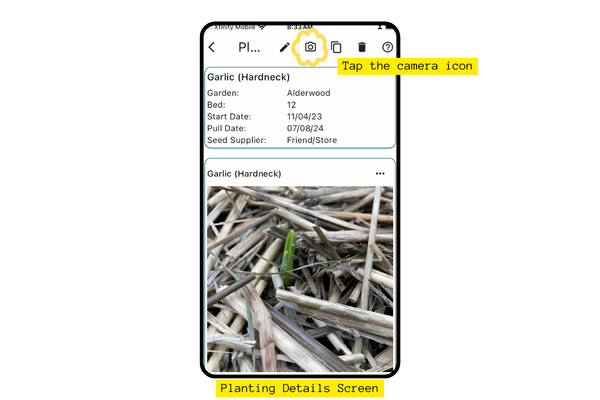 Xfinity Mobile 8:33 AM
Pl...
Tap the camera icon
Garlic (Hardneck)
Garden: Alderwood
Bed: 12
Start Date: 11/04/23
Pull Date: 07/08/24
Seed Supplier: Friend/Store
Garlic (Hardneck)
Planting Details Screen